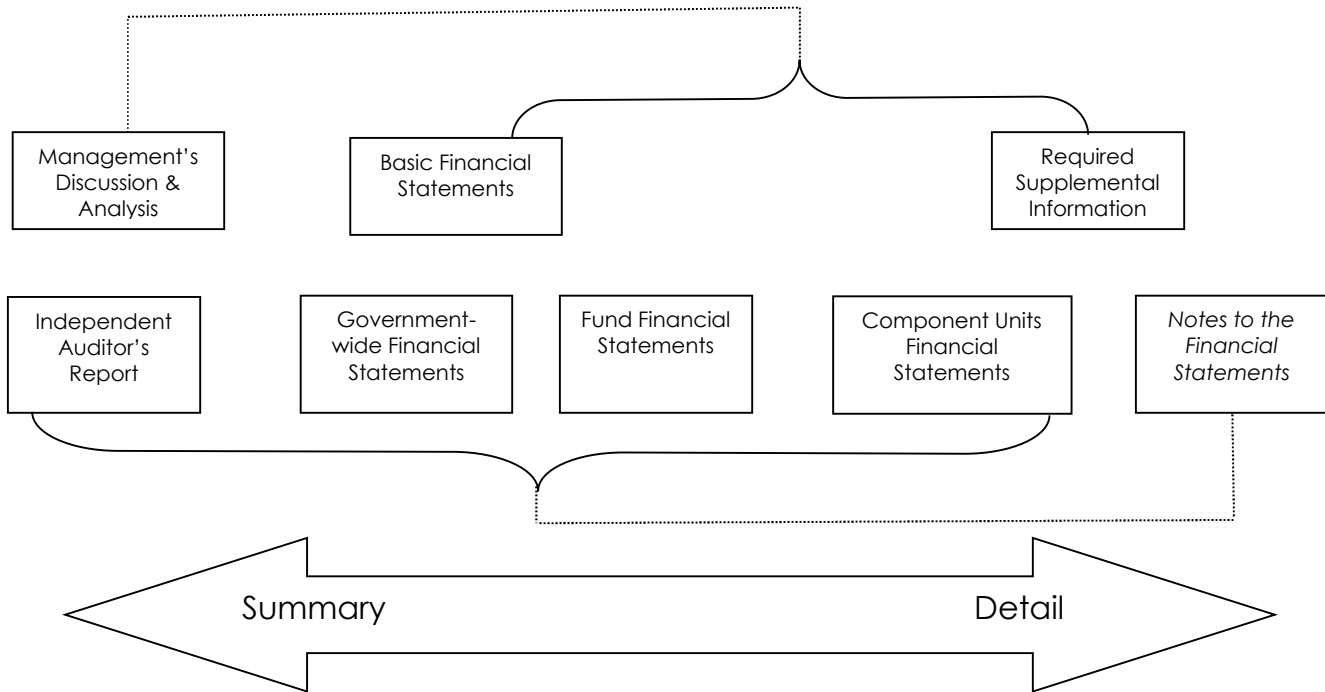 Management’s
Discussion &
Analysis
Basic Financial
Statements
Required
Supplemental
Information
Independent
Auditor’s
Report
Government-
wide Financial
Statements
Fund Financial
Statements
Component Units
Financial
Statements
Notes to the
Financial
Statements
Summary
Detail